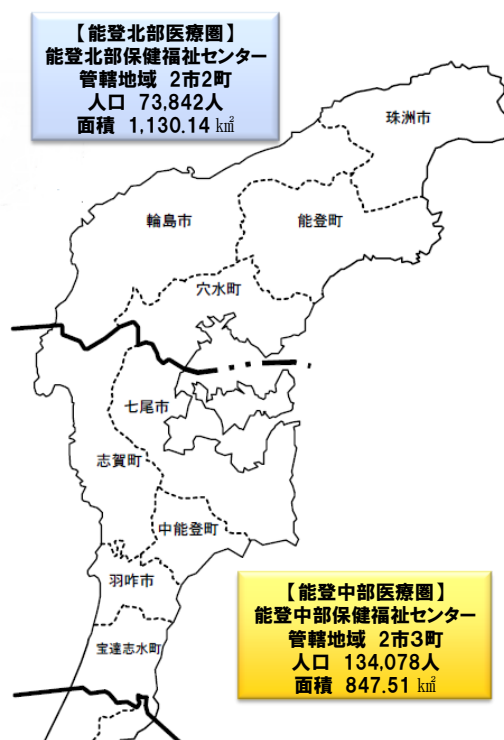 【能登北部医療圏】
能登北部保健福祉センター
管轄地域 2市2町
人口 73,842人
面積 1,130.14 ㎢
珠洲市
輪島市
能登町
穴水町
七尾市
志賀町
中能登町
羽咋市
【能登中部医療圏】
能登中部保健福祉センター
管轄地域 2市3町
人口 134,078人
面積 847.51 ㎢
宝達志水町